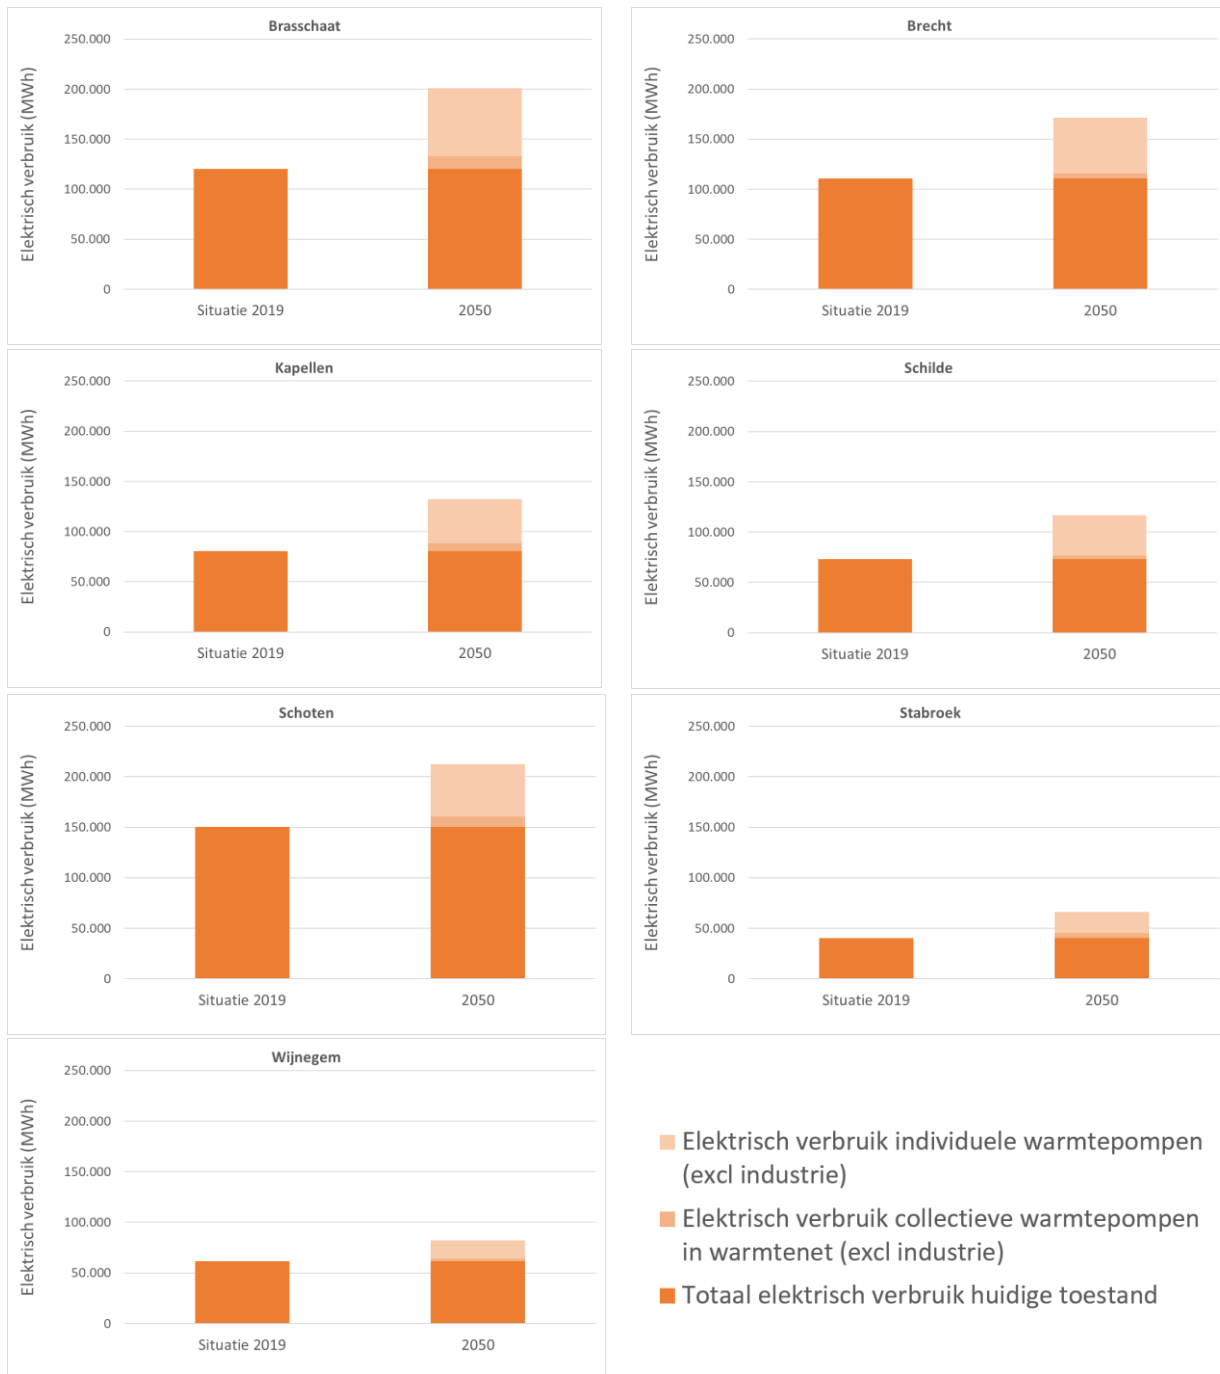 Brasschaat
250.000
200.000
150.000
100.000
50.000
0
Elektrisch verbruik (MWh)
Situatie 2019
2050
Brecht
250.000
200.000
150.000
100.000
50.000
0
Elektrisch verbruik (MWh)
Situatie 2019
2050
Kapellen
250.000
200.000
150.000
100.000
50.000
0
Elektrisch verbruik (MWh)
Situatie 2019
2050
Schilde
250.000
200.000
150.000
100.000
50.000
0
Elektrisch verbruik (MWh)
Situatie 2019
2050
Schoten
250.000
200.000
150.000
100.000
50.000
0
Elektrisch verbruik (MWh)
Situatie 2019
2050
Stabroek
250.000
200.000
150.000
100.000
50.000
0
Elektrisch verbruik (MWh)
Situatie 2019
2050
Wijnegem
250.000
200.000
150.000
100.000
50.000
0
Elektrisch verbruik (MWh)
Situatie 2019
2050
Elektrisch verbruik individuele warmtepompen
(excl industrie)
Elektrisch verbruik collectieve warmtepompen
in warmtenet (excl industrie)
Totaal elektrisch verbruik huidige toestand